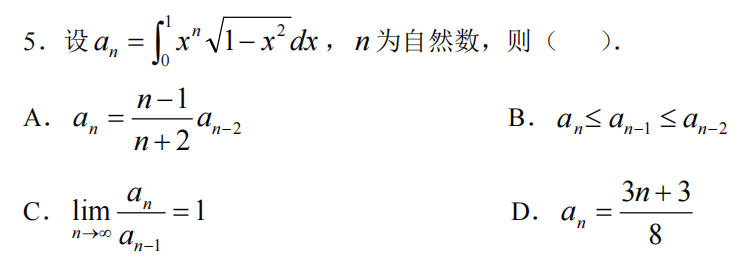 5. 设 $a_n = \int_0^1 x^n \sqrt{1-x^2} dx$，n 为自然数，则（　　）.
A. $a_n = \frac{n-1}{n+2} a_{n-2}$　　B. $a_n \le a_{n-1} \le a_{n-2}$
C. $\lim_{n \to \infty} \frac{a_n}{a_{n-1}} = 1$　　D. $a_n = \frac{3n+3}{8}$